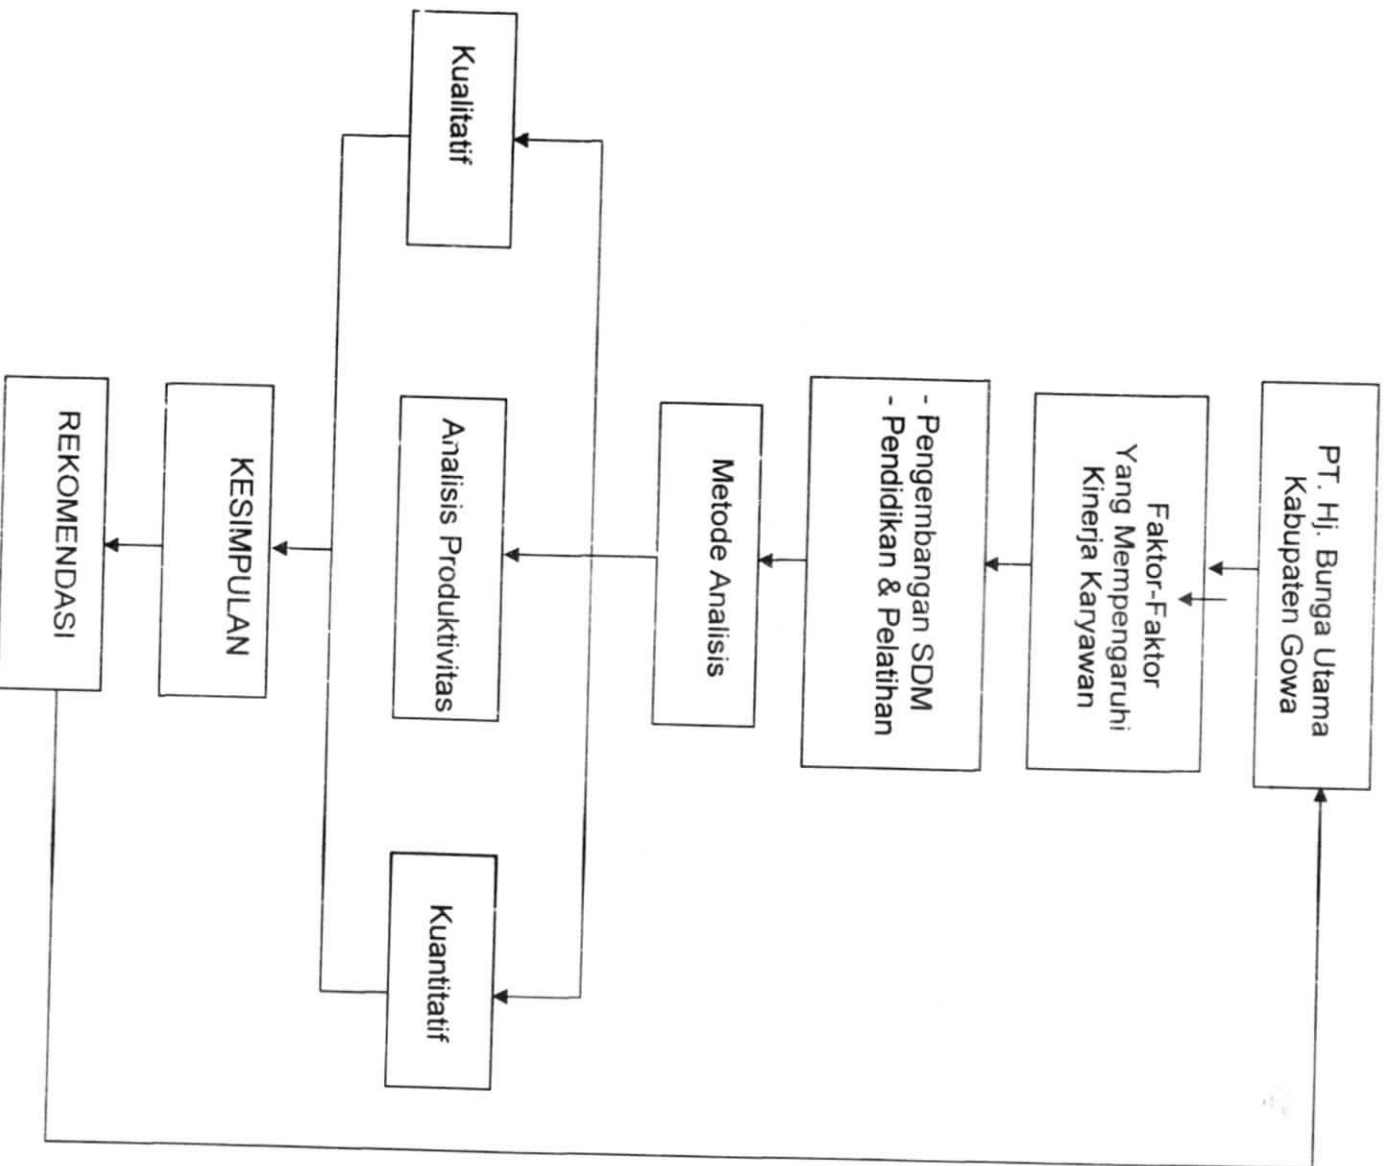 PT. Hj. Bunga Utama
Kabupaten Gowa
Faktor-Faktor
Yang Mempengaruhi
Kinerja Karyawan
- Pengembangan SDM
- Pendidikan & Pelatihan
Metode Analisis
Kualitatif
Analisis Produktivitas
Kuantitatif
KESIMPULAN
REKOMENDASI